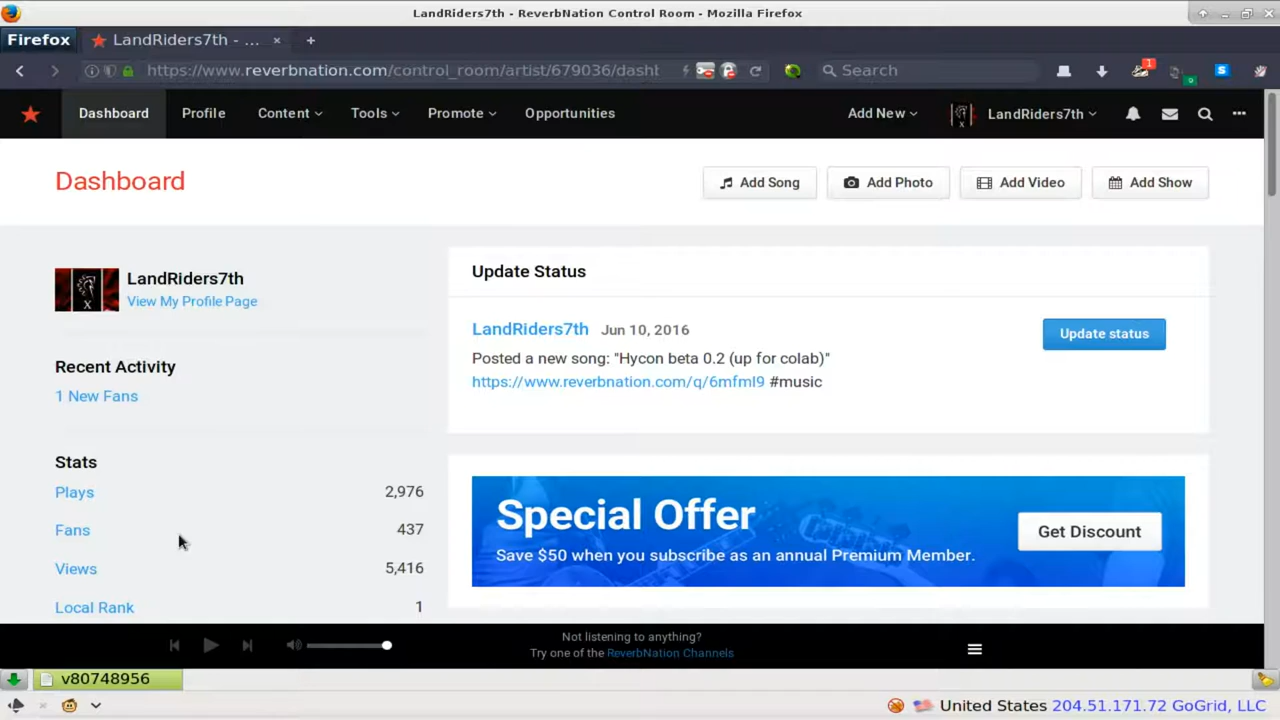 LandRiders7th - ReverbNation Control Room - Mozilla Firefox
Firefox
LandRiders7th - ...
https://www.reverbnation.com/control_room/artist/679036/dashb
Search
1
Dashboard
Profile
Content
Tools
Promote
Opportunities
Add New
LandRiders7th
Dashboard
Add Song
Add Photo
Add Video
Add Show
LandRiders7th
View My Profile Page
Recent Activity
1 New Fans
Stats
Plays 2,976
Fans 437
Views 5,416
Local Rank 1
Update Status
LandRiders7th Jun 10, 2016
Update status
Posted a new song: "Hycon beta 0.2 (up for colab)"
https://www.reverbnation.com/q/6mfmI9 #music
Special Offer
Save $50 when you subscribe as an annual Premium Member.
Get Discount
Not listening to anything?
Try one of the ReverbNation Channels
v80748956
United States 204.51.171.72 GoGrid, LLC